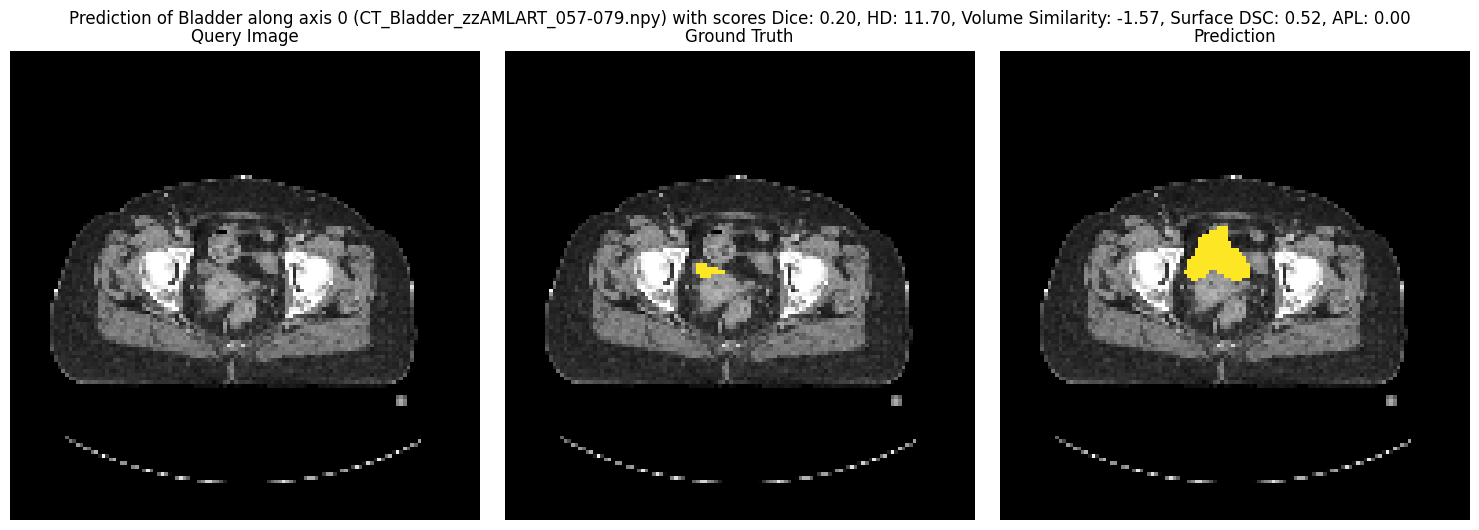 Prediction of Bladder along axis 0 (CT_Bladder_zzAMLART_057-079.npy) with scores Dice: 0.20, HD: 11.70, Volume Similarity: -1.57, Surface DSC: 0.52, APL: 0.00
Query Image
Ground Truth
Prediction